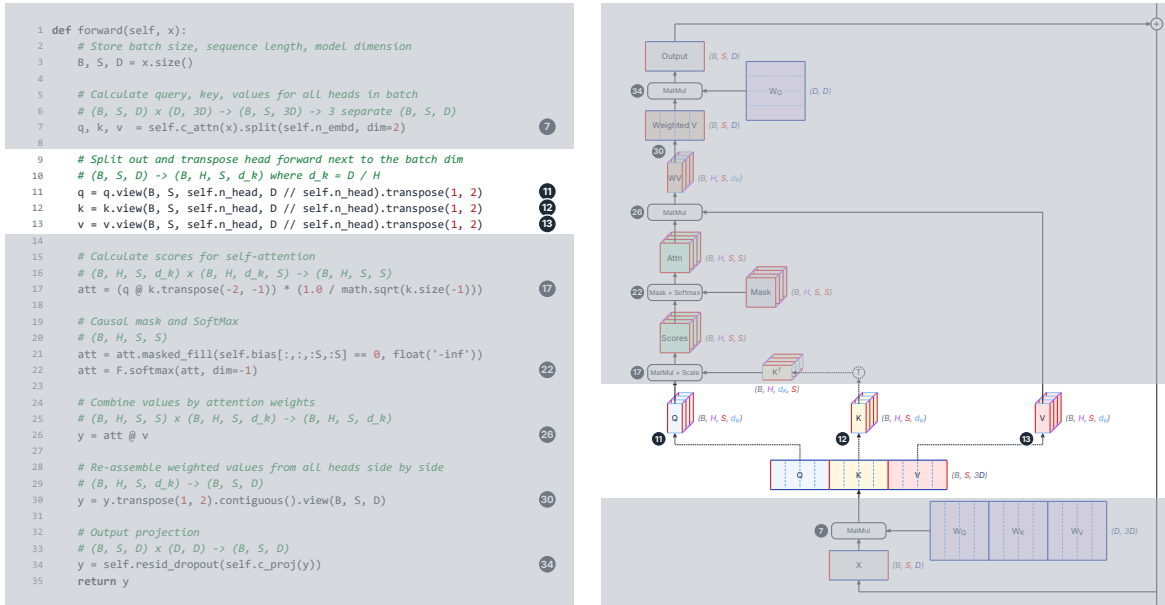 1 def forward(self, x):
2 # Store batch size, sequence length, model dimension
3 B, S, D = x.size()
4
5 # Calculate query, key, values for all heads in batch
6 # (B, S, D) x (D, 3D) -> (B, S, 3D) -> 3 separate (B, S, D)
7 q, k, v = self.c_attn(x).split(self.n_embd, dim=2) 7
8
9 # Split out and transpose head forward next to the batch dim
10 # (B, S, D) -> (B, H, S, d_k) where d_k = D / H
11 q = q.view(B, S, self.n_head, D // self.n_head).transpose(1, 2) 11
12 k = k.view(B, S, self.n_head, D // self.n_head).transpose(1, 2) 12
13 v = v.view(B, S, self.n_head, D // self.n_head).transpose(1, 2) 13
14
15 # Calculate scores for self-attention
16 # (B, H, S, d_k) x (B, H, d_k, S) -> (B, H, S, S)
17 att = (q @ k.transpose(-2, -1)) * (1.0 / math.sqrt(k.size(-1))) 17
18
19 # Causal mask and SoftMax
20 # (B, H, S, S)
21 att = att.masked_fill(self.bias[:,:,:S,:S] == 0, float('-inf'))
22 att = F.softmax(att, dim=-1) 22
23
24 # Combine values by attention weights
25 # (B, H, S, S) x (B, H, S, d_k) -> (B, H, S, d_k)
26 y = att @ v 26
27
28 # Re-assemble weighted values from all heads side by side
29 # (B, H, S, d_k) -> (B, S, D)
30 y = y.transpose(1, 2).contiguous().view(B, S, D) 30
31
32 # Output projection
33 # (B, S, D) x (D, D) -> (B, S, D)
34 y = self.resid_dropout(self.c_proj(y)) 34
35 return y
+
Output (B, S, D)
34 MatMul W_O (D, D)
Weighted V (B, S, D)
30
WV (B, H, S, d_K)
26 MatMul
Attn (B, H, S, S)
22 Mask + Softmax Mask (B, H, S, S)
Scores (B, H, S, S)
17 MatMul + Scale K^T T
(B, H, d_K, S)
Q (B, H, S, d_K) K (B, H, S, d_K) V (B, H, S, d_K)
11 12 13
Q K V (B, S, 3D)
7 MatMul W_Q W_K W_V (D, 3D)
X (B, S, D)